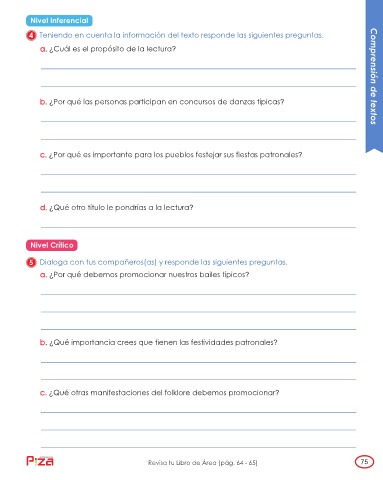 Nivel Inferencial
4 Teniendo en cuenta la información del texto responde las siguientes preguntas.
a. ¿Cuál es el propósito de la lectura?
b. ¿Por qué las personas participan en concursos de danzas típicas?
c. ¿Por qué es importante para los pueblos festejar sus fiestas patronales?
d. ¿Qué otro título le pondrías a la lectura?
Nivel Crítico
5 Dialoga con tus compañeros(as) y responde las siguientes preguntas.
a. ¿Por qué debemos promocionar nuestros bailes típicos?
b. ¿Qué importancia crees que tienen las festividades patronales?
c. ¿Qué otras manifestaciones del folklore debemos promocionar?
Comprensión de textos
Revisa tu Libro de Área (pág. 64 - 65)
75